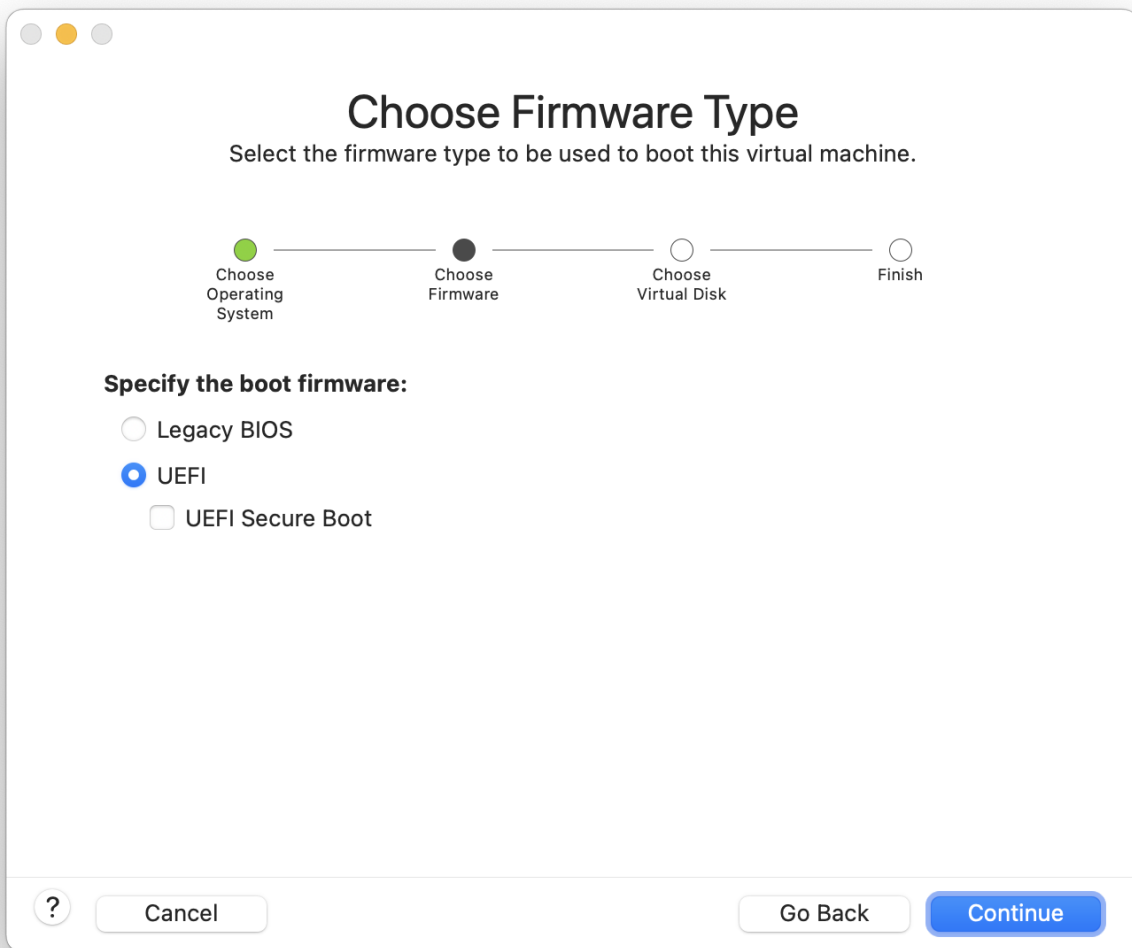 Choose Firmware Type
Select the firmware type to be used to boot this virtual machine.
Choose
Operating
System
Choose
Firmware
Choose
Virtual Disk
Finish
Specify the boot firmware:
Legacy BIOS
UEFI
UEFI Secure Boot
?
Cancel
Go Back
Continue